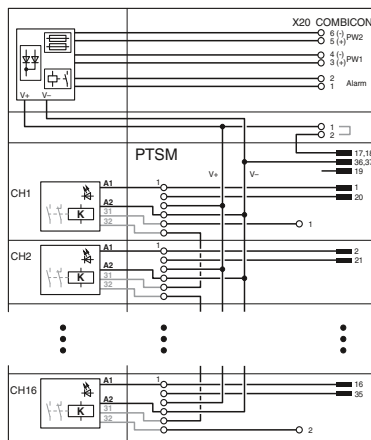 X20 COMBICON
6 (-)
5 (+) PW2
4 (-)
3 (+) PW1
2
1 Alarm
V+ V–
1
2
PTSM
17,18
36,37
19
V+ V–
CH1
A1 1 1
20
A2
31
32
K
1
CH2
A1 1 2
21
A2
31
32
K
CH16
A1 1 16
35
A2
31
32
K
2